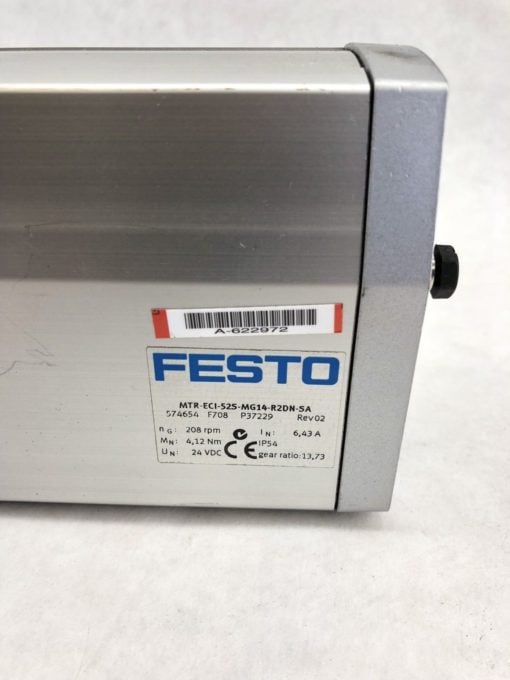 A-622972
FESTO
MTR-ECI-52S-MG14-R2DN-SA
574654 F708 P37229 Rev02
nG: 208 rpm IN: 6,43 A
MN: 4,12 Nm IP54
UN: 24 VDC CE gear ratio:13,73